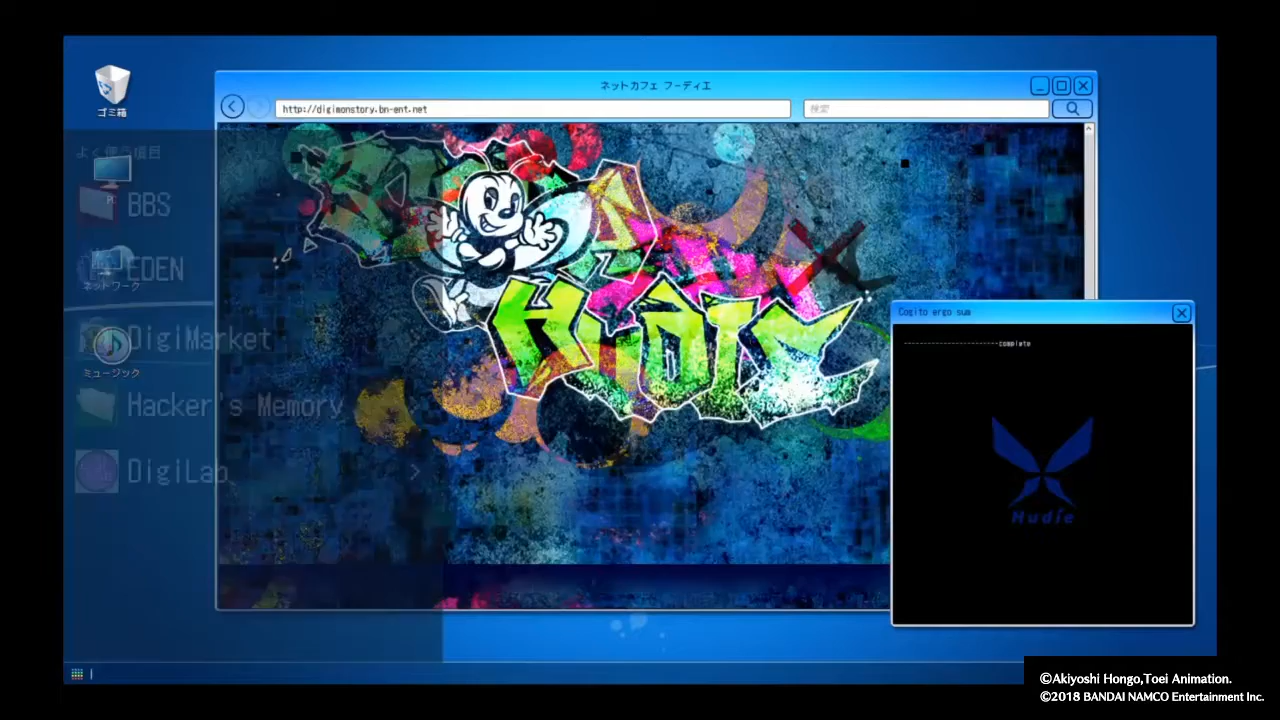 ゴミ箱
ネットカフェ フーディエ
http://digimonstory.bn-ent.net
検索
よく使う項目
PC
BBS
EDEN
ネットワーク
DigiMarket
ミュージック
Hacker's Memory
DigiLab
Hudie
Cogito ergo sum
-------------------------complete
Mudie
©Akiyoshi Hongo,Toei Animation.
©2018 BANDAI NAMCO Entertainment Inc.